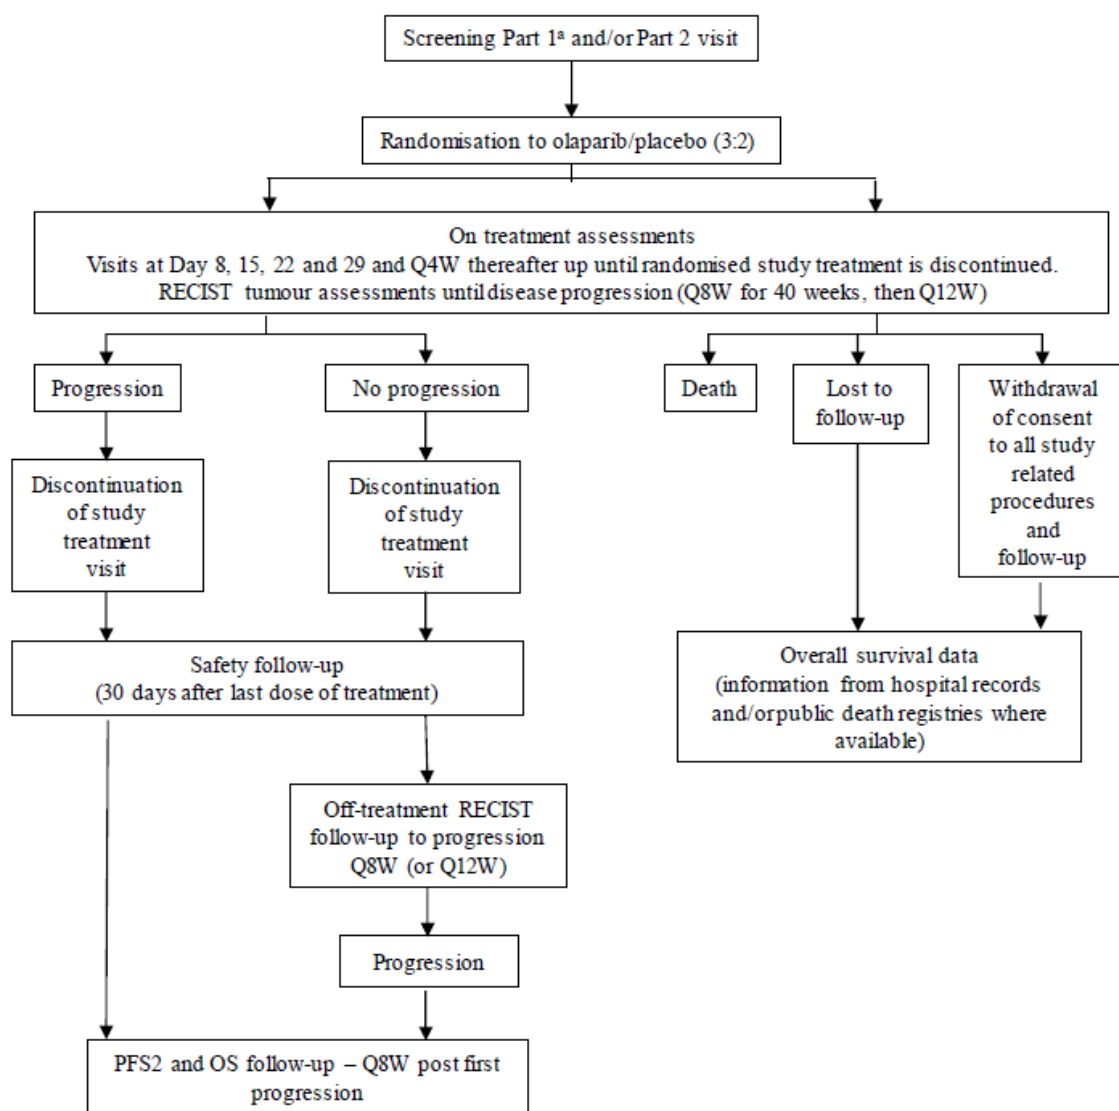 Screening Part 1ª and/or Part 2 visit
Randomisation to olaparib/placebo (3:2)
On treatment assessments
Visits at Day 8, 15, 22 and 29 and Q4W thereafter up until randomised study treatment is discontinued.
RECIST tumour assessments until disease progression (Q8W for 40 weeks, then Q12W)
Progression
No progression
Death
Lost to
follow-up
Withdrawal
of consent
to all study
related
procedures
and
follow-up
Discontinuation
of study
treatment
visit
Discontinuation
of study
treatment
visit
Safety follow-up
(30 days after last dose of treatment)
Overall survival data
(information from hospital records
and/or public death registries where
available)
Off-treatment RECIST
follow-up to progression
Q8W (or Q12W)
Progression
PFS2 and OS follow-up – Q8W post first
progression